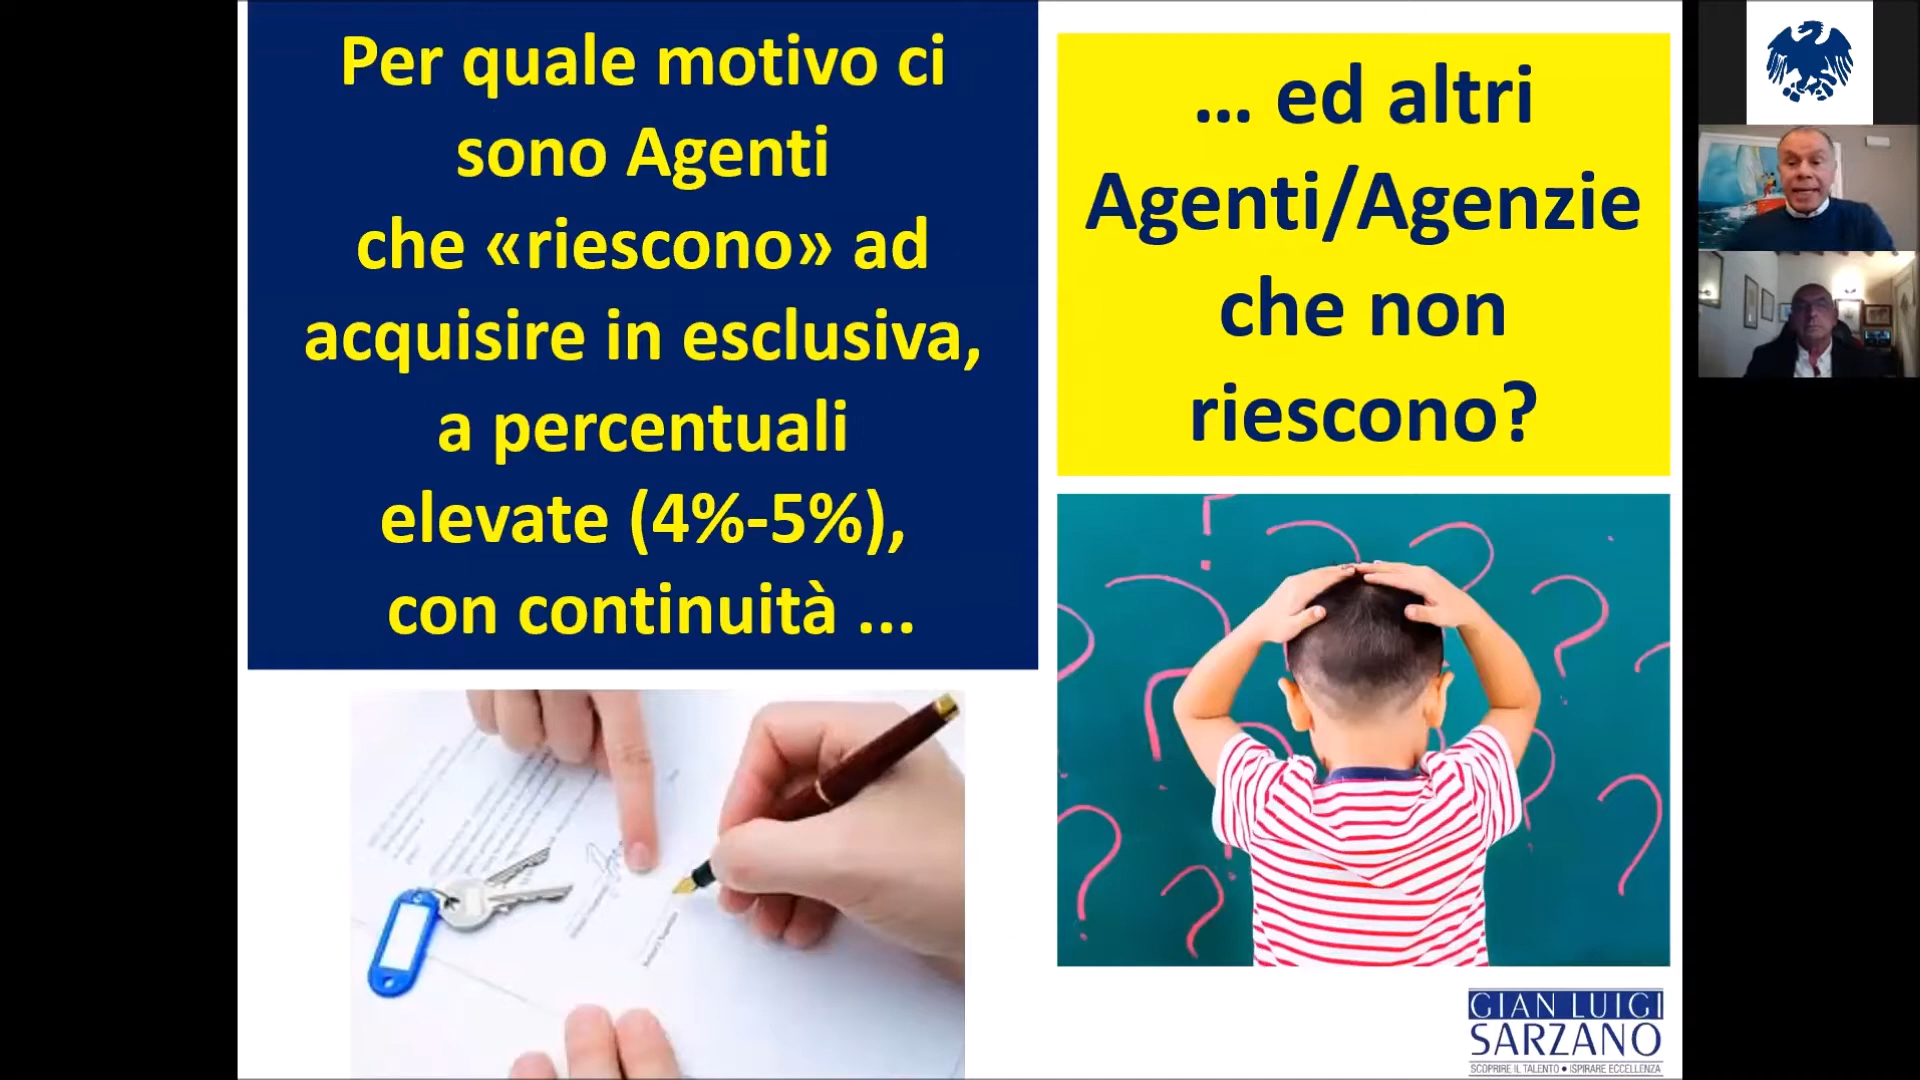 Per quale motivo ci
sono Agenti
che «riescono» ad
acquisire in esclusiva,
a percentuali
elevate (4%-5%),
con continuità ...
... ed altri
Agenti/Agenzie
che non
riescono?
GIAN LUIGI
SARZANO
SCOPRIRE IL TALENTO • ISPIRARE ECCELLENZA